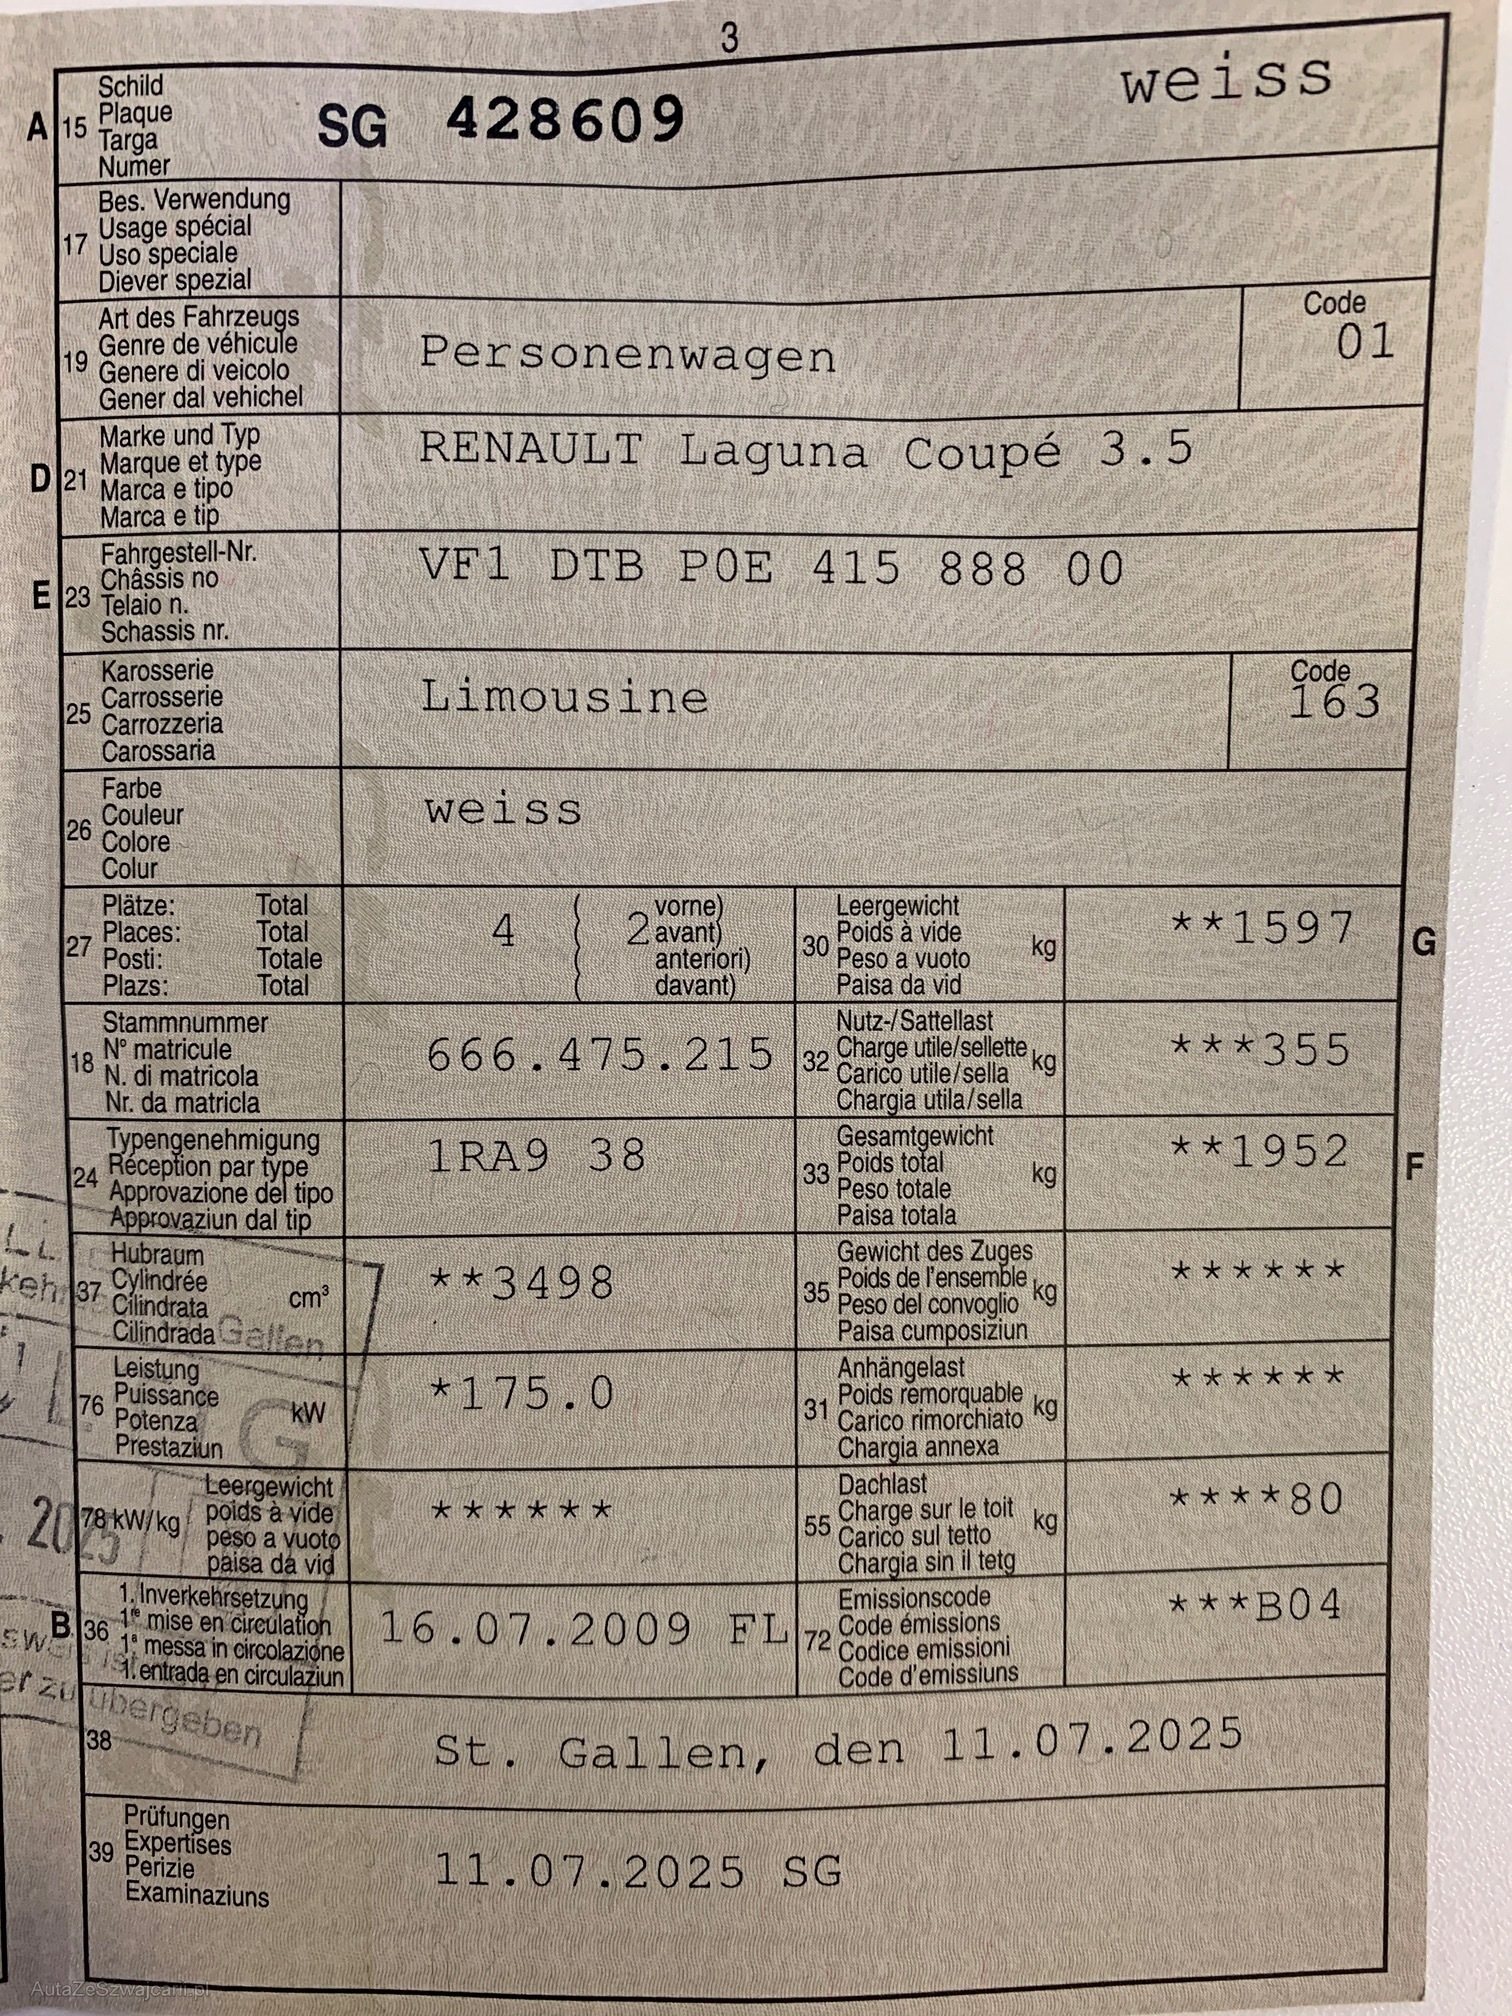 3
A 15 Schild
Plaque
Targa
Numer
SG 428609 weiss
17 Bes. Verwendung
Usage spécial
Uso speciale
Diever spezial
19 Art des Fahrzeugs
Genre de véhicule
Genere di veicolo
Gener dal vehichel
Personenwagen
Code
01
D 21 Marke und Typ
Marque et type
Marca e tipo
Marca e tip
RENAULT Laguna Coupé 3.5
E 23 Fahrgestell-Nr.
Châssis no
Telaio n.
Schassis nr.
VF1 DTB P0E 415 888 00
25 Karosserie
Carrosserie
Carrozzeria
Carossaria
Limousine
Code
163
26 Farbe
Couleur
Colore
Colur
weiss
27 Plätze: Total
Places: Total
Posti: Totale
Plazs: Total
4 ( 2 vorne)
( avant)
( anteriori)
( davant)
30 Leergewicht
Poids à vide kg
Peso a vuoto
Paisa da vid
**1597
G
18 Stammnummer
N° matricule
N. di matricola
Nr. da matricla
666.475.215
32 Nutz-/Sattellast
Charge utile/sellette kg
Carico utile/sella
Chargia utila/sella
***355
24 Typengenehmigung
Réception par type
Approvazione del tipo
Approvaziun dal tip
1RA9 38
33 Gesamtgewicht
Poids total kg
Peso totale
Paisa totala
**1952
F
37 Hubraum
Cylindrée cm³
Cilindrata
Cilindrada
**3498
Gallen
35 Gewicht des Zuges
Poids de l'ensemble kg
Peso del convoglio
Paisa cumposiziun
******
76 Leistung
Puissance kW
Potenza
Prestaziun
*175.0
G
31 Anhängelast
Poids remorquable kg
Carico rimorchiato
Chargia annexa
******
78 kW/kg Leergewicht
poids à vide
peso a vuoto
paisa da vid
******
2025
55 Dachlast
Charge sur le toit kg
Carico sul tetto
Chargia sin il tetg
****80
B 36 1. Inverkehrsetzung
1re mise en circulation
1a messa in circolazione
1. entrada en circulaziun
16.07.2009 FL
72 Emissionscode
Code émissions
Codice emissioni
Code d'emissiuns
***B04
ist
zu übergeben
38 St. Gallen, den 11.07.2025
39 Prüfungen
Expertises
Perizie
Examinaziuns
11.07.2025 SG
AutaZeSzwajcarii.pl